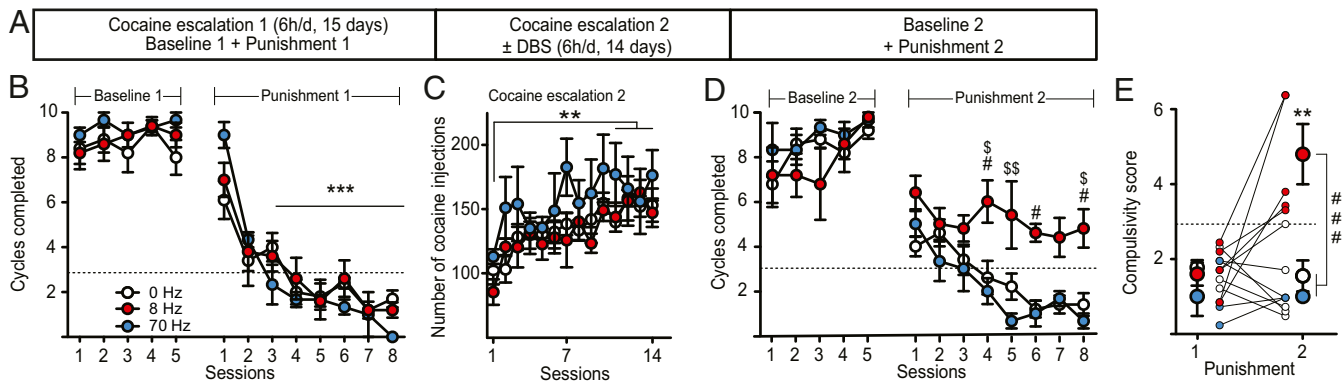 A
Cocaine escalation 1 (6h/d, 15 days)
Baseline 1 + Punishment 1
Cocaine escalation 2
± DBS (6h/d, 14 days)
Baseline 2
+ Punishment 2
B
Baseline 1
Punishment 1
Cycles completed
10
8
6
4
2
***
0 Hz
8 Hz
70 Hz
1 2 3 4 5
1 2 3 4 5 6 7 8
Sessions
C
Cocaine escalation 2
**
Number of cocaine injections
200
150
100
1 7 14
Sessions
D
Baseline 2
Punishment 2
Cycles completed
10
8
6
4
2
$
#
$$
#
$
#
1 2 3 4 5
1 2 3 4 5 6 7 8
Sessions
E
Compulsivity score
6
4
2
**
#
#
#
1 2
Punishment